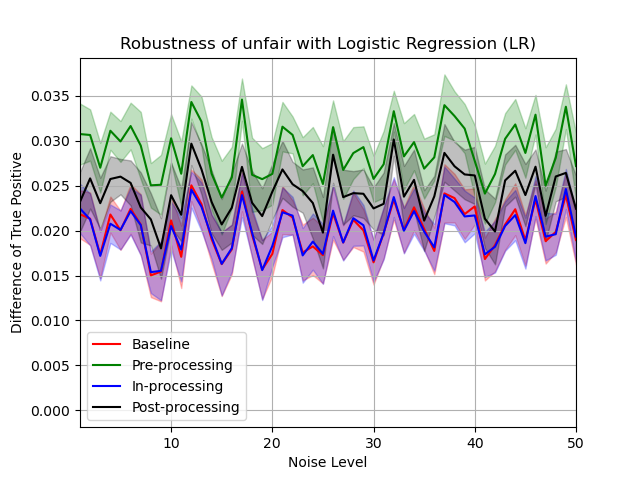 Robustness of unfair with Logistic Regression (LR)
Difference of True Positive
0.035
0.030
0.025
0.020
0.015
0.010
0.005
0.000
Baseline
Pre-processing
In-processing
Post-processing
10 20 30 40 50
Noise Level